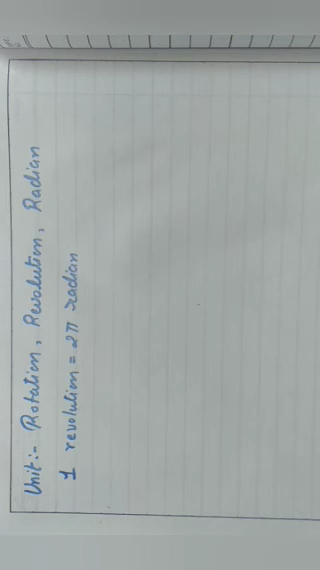 Unit:- Rotation, Revolution, Radian
1 revolution = 2π radian